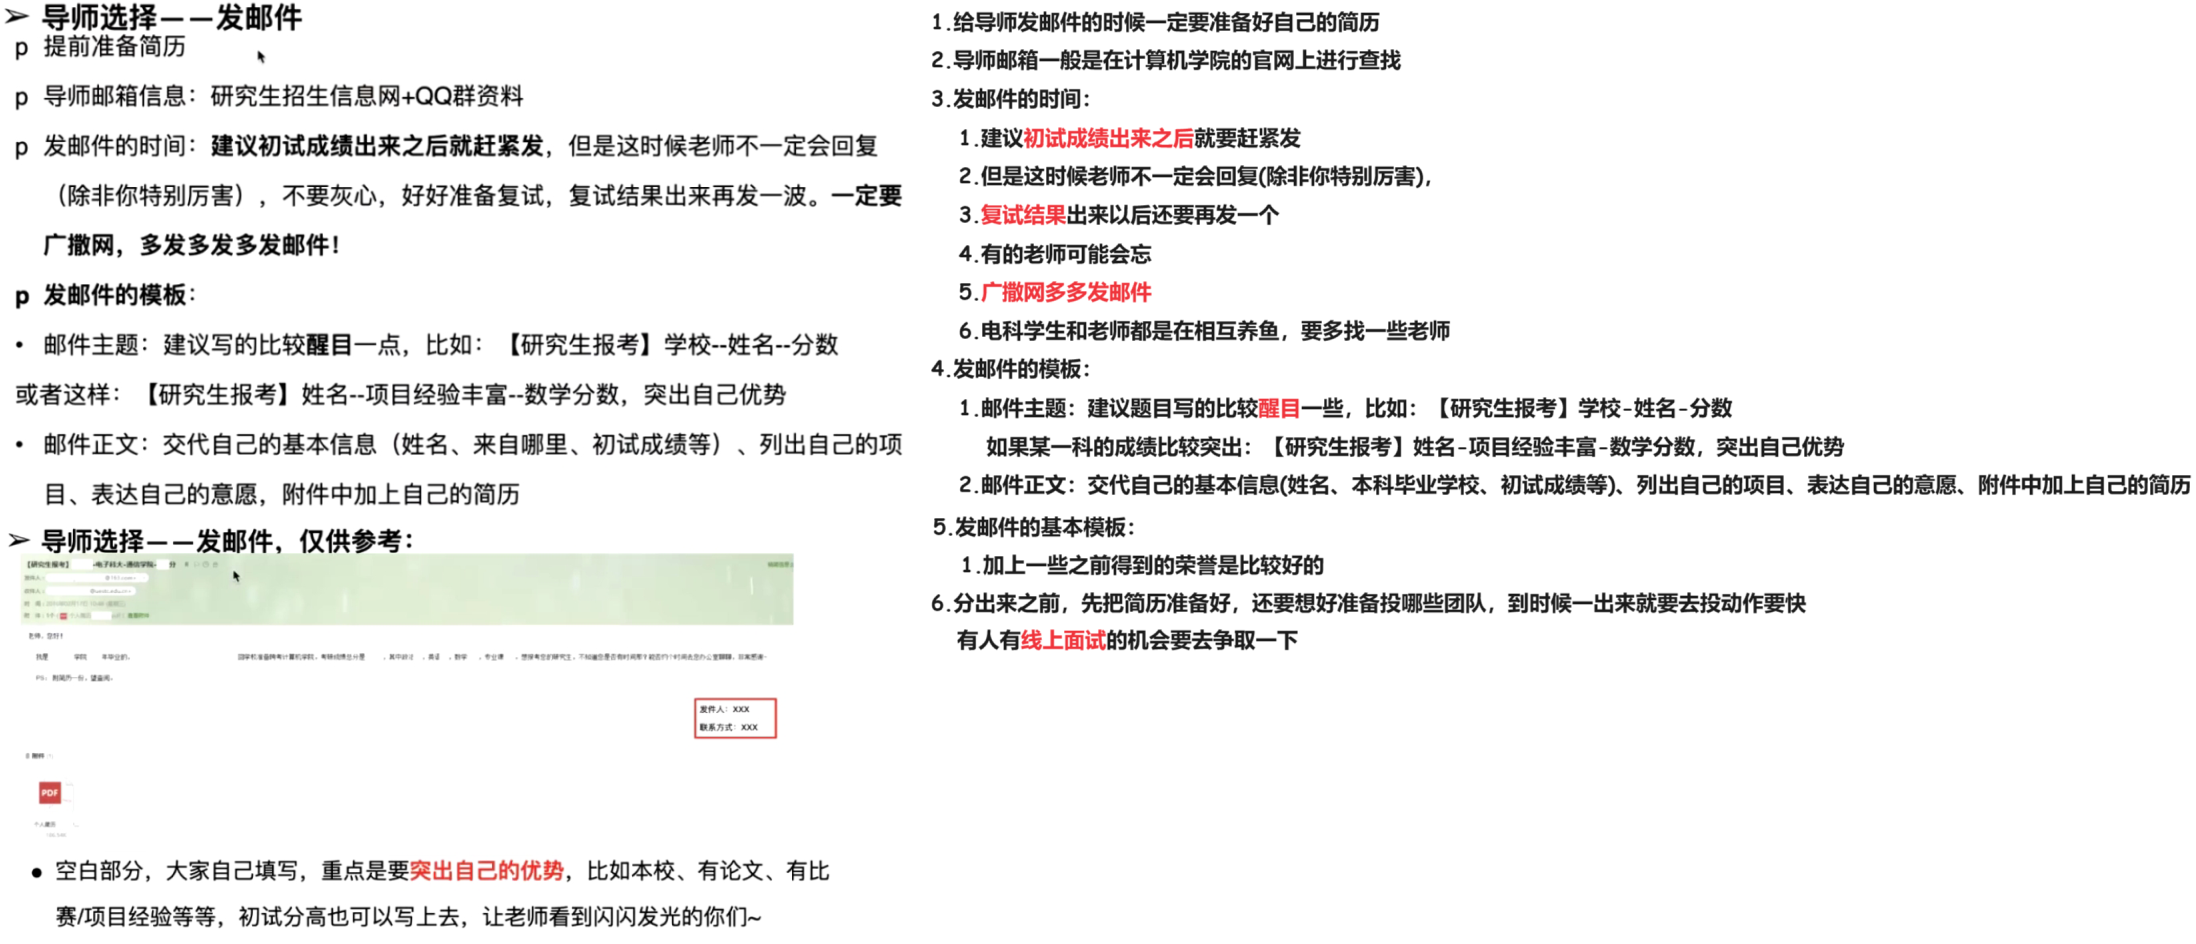 ➢ 导师选择——发邮件
p 提前准备简历
p 导师邮箱信息：研究生招生信息网+QQ群资料
p 发邮件的时间：建议初试成绩出来之后就赶紧发，但是这时候老师不一定会回复
（除非你特别厉害），不要灰心，好好准备复试，复试结果出来再发一波。一定要
广撒网，多发多发多发邮件！
p 发邮件的模板：
• 邮件主题：建议写的比较醒目一点，比如：【研究生报考】学校--姓名--分数
或者这样：【研究生报考】姓名--项目经验丰富--数学分数，突出自己优势
• 邮件正文：交代自己的基本信息（姓名、来自哪里、初试成绩等）、列出自己的项
目、表达自己的意愿，附件中加上自己的简历
➢ 导师选择——发邮件，仅供参考：
【研究生报考】 -电子科大-通信学院- 分
老师，您好！
我是 学院 年毕业的，
PS：附简历一份，望查阅。
发件人：XXX
联系方式：XXX
PDF
个人简历
• 空白部分，大家自己填写，重点是要突出自己的优势，比如本校、有论文、有比
赛/项目经验等等，初试分高也可以写上去，让老师看到闪闪发光的你们~
1.给导师发邮件的时候一定要准备好自己的简历
2.导师邮箱一般是在计算机学院的官网上进行查找
3.发邮件的时间：
1.建议初试成绩出来之后就要赶紧发
2.但是这时候老师不一定会回复(除非你特别厉害)，
3.复试结果出来以后还要再发一个
4.有的老师可能会忘
5.广撒网多多发邮件
6.电科学生和老师都是在相互养鱼，要多找一些老师
4.发邮件的模板：
1.邮件主题：建议题目写的比较醒目一些，比如：【研究生报考】学校-姓名-分数
如果某一科的成绩比较突出：【研究生报考】姓名-项目经验丰富-数学分数，突出自己优势
2.邮件正文：交代自己的基本信息(姓名、本科毕业学校、初试成绩等)、列出自己的项目、表达自己的意愿、附件中加上自己的简历
5.发邮件的基本模板：
1.加上一些之前得到的荣誉是比较好的
6.分出来之前，先把简历准备好，还要想好准备投哪些团队，到时候一出来就要去投动作要快
有人有线上面试的机会要去争取一下